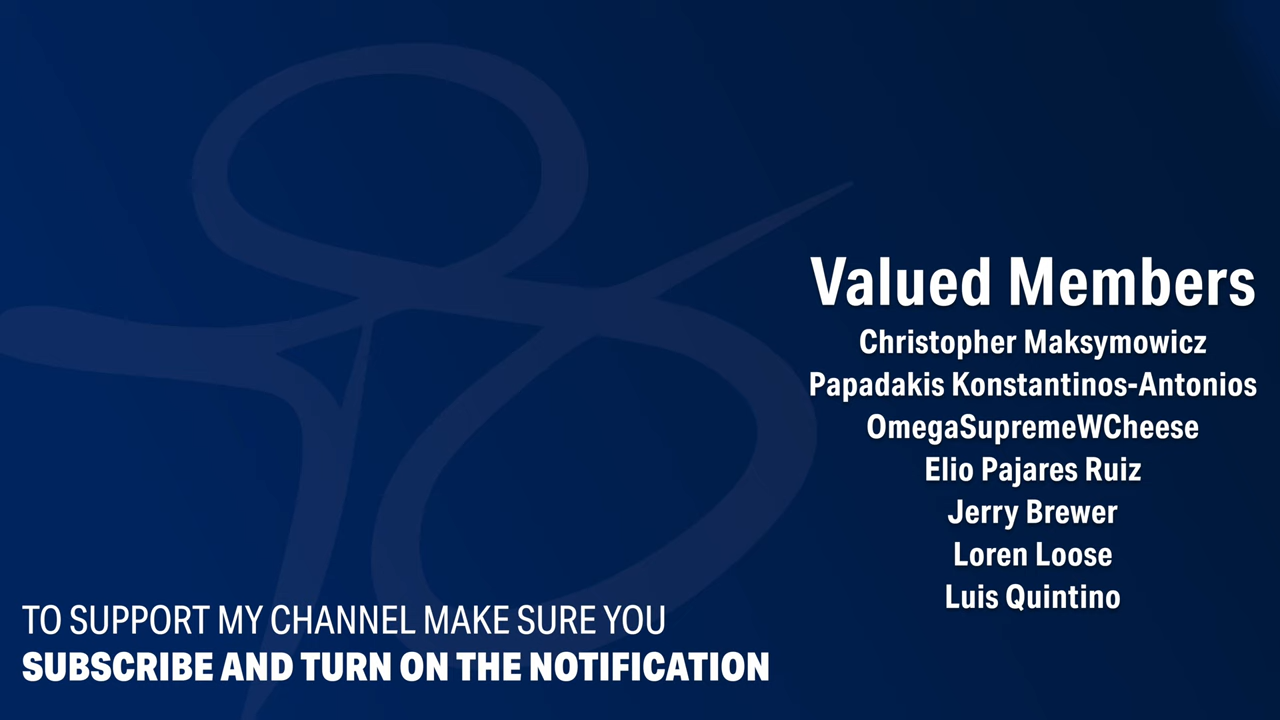 Valued Members
Christopher Maksymowicz
Papadakis Konstantinos-Antonios
OmegaSupremeWCheese
Elio Pajares Ruiz
Jerry Brewer
Loren Loose
Luis Quintino
TO SUPPORT MY CHANNEL MAKE SURE YOU
SUBSCRIBE AND TURN ON THE NOTIFICATION